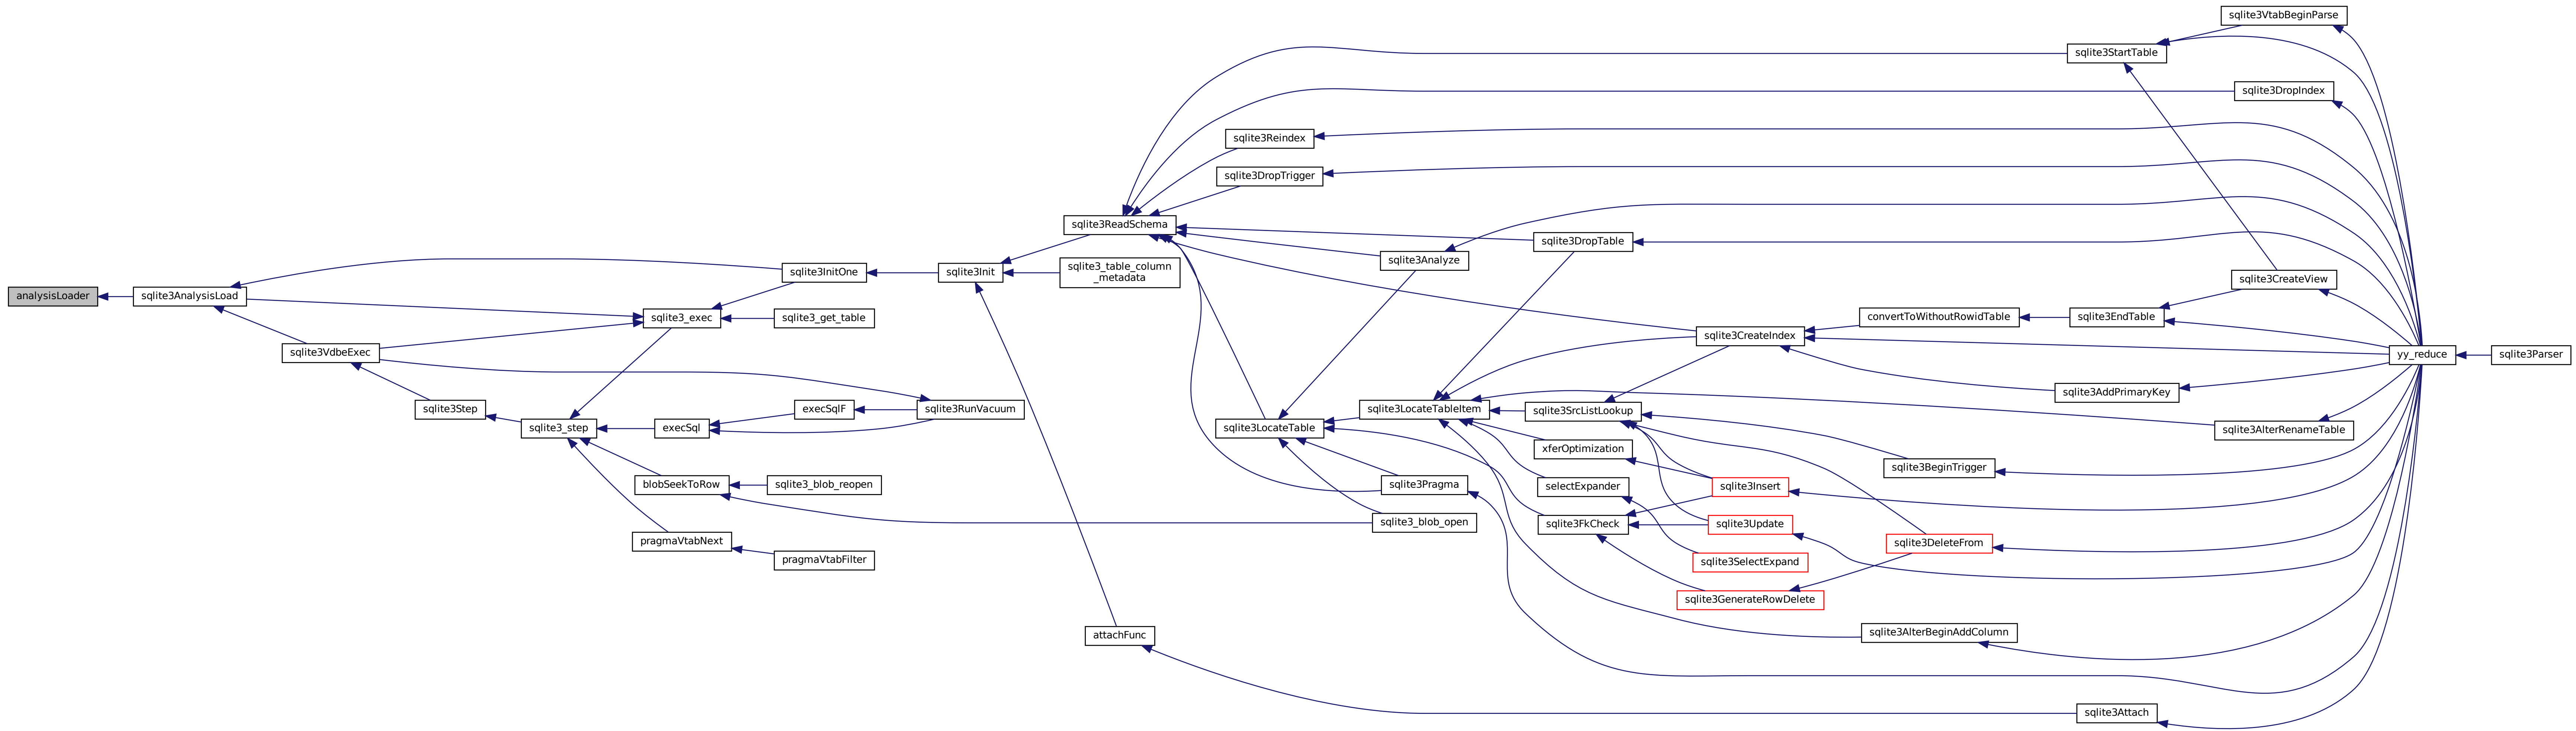 analysisLoader
sqlite3AnalysisLoad
sqlite3VdbeExec
sqlite3Step
sqlite3_step
sqlite3InitOne
sqlite3_exec
sqlite3_get_table
execSql
execSqlF
blobSeekToRow
sqlite3_blob_reopen
pragmaVtabNext
pragmaVtabFilter
sqlite3Init
sqlite3RunVacuum
sqlite3ReadSchema
sqlite3_table_column
_metadata
attachFunc
sqlite3Reindex
sqlite3DropTrigger
sqlite3LocateTable
sqlite3Analyze
sqlite3LocateTableItem
sqlite3Pragma
sqlite3_blob_open
sqlite3DropTable
sqlite3SrcListLookup
xferOptimization
selectExpander
sqlite3FkCheck
sqlite3CreateIndex
sqlite3Insert
sqlite3Update
sqlite3SelectExpand
sqlite3GenerateRowDelete
convertToWithoutRowidTable
sqlite3BeginTrigger
sqlite3DeleteFrom
sqlite3AlterBeginAddColumn
sqlite3StartTable
sqlite3EndTable
sqlite3AddPrimaryKey
sqlite3Attach
sqlite3VtabBeginParse
sqlite3DropIndex
sqlite3CreateView
sqlite3AlterRenameTable
yy_reduce
sqlite3Parser